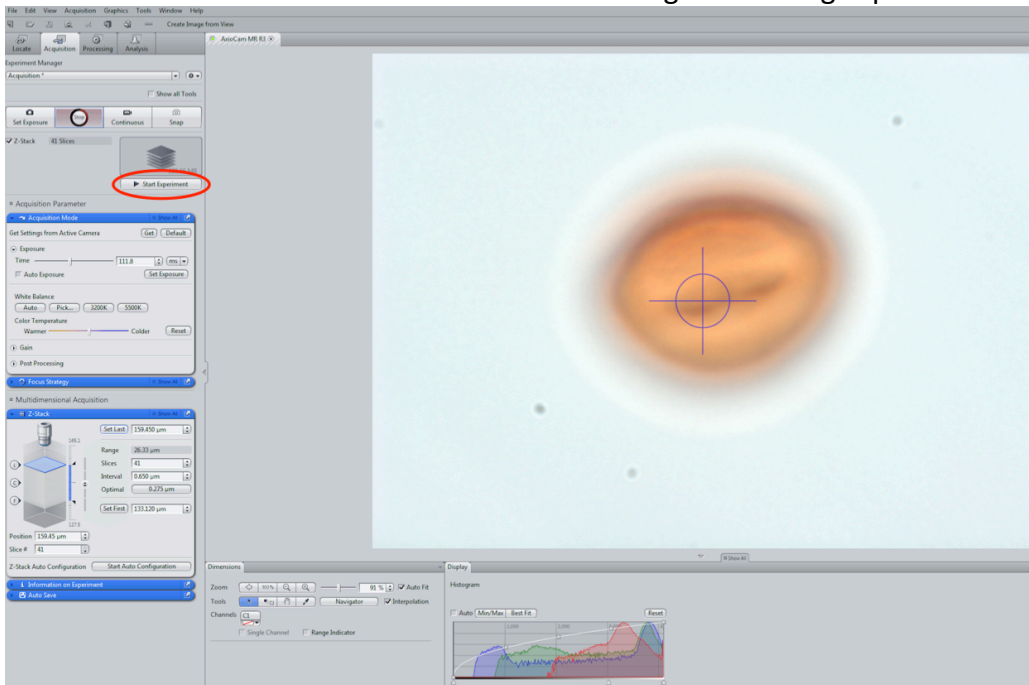 File Edit View Acquisition Graphics Tools Window Help
Create Image from View
Locate Acquisition Processing Analysis
AxioCam MR R3
Experiment Manager
Acquisition *
Show all Tools
Set Exposure Stop Continuous Snap
Z-Stack 41 Slices
Start Experiment
Acquisition Parameter
Acquisition Mode Show All
Get Settings from Active Camera Get Default
Exposure
Time 111.8 ms
Auto Exposure Set Exposure
White Balance
Auto Pick... 3200K 5500K
Color Temperature
Warmer Colder Reset
Gain
Post Processing
Focus Strategy Show All
Multidimensional Acquisition
Z-Stack Show All
Set Last 159.450 µm
Range 26.33 µm
Slices 41
Interval 0.650 µm
Optimal 0.275 µm
Set First 133.120 µm
127.5
Position 159.45 µm
Slice # 41
Z-Stack Auto Configuration Start Auto Configuration
Information on Experiment
Auto Save
Show All
Dimensions
Zoom 100% 91 % Auto Fit
Tools Navigator Interpolation
Channels C1
Single Channel Range Indicator
Display
Histogram
Auto Min/Max Best Fit Reset